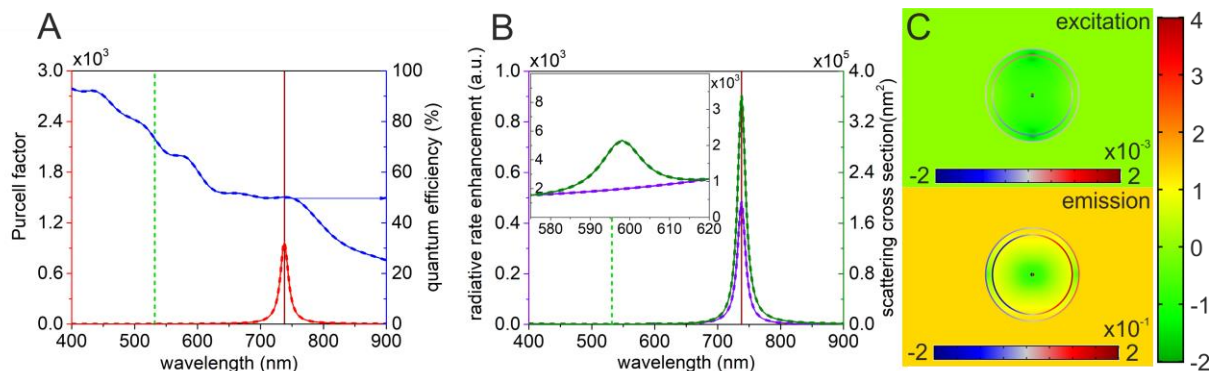 A
x10³
3.0
2.4
1.8
1.2
0.6
0.0
Purcell factor
100
80
60
40
20
0
quantum efficiency (%)
400 500 600 700 800 900
wavelength (nm)
B
x10³
1.0
0.8
0.6
0.4
0.2
0.0
radiative rate enhancement (a.u.)
x10⁵
4.0
3.2
2.4
1.6
0.8
0.0
scattering cross section(nm²)
8
6
4
2
x10³
3
2
1
0
580 590 600 610 620
400 500 600 700 800 900
wavelength (nm)
C
excitation
x10⁻³
-2 2
emission
x10⁻¹
-2 2
4
3
2
1
0
-1
-2